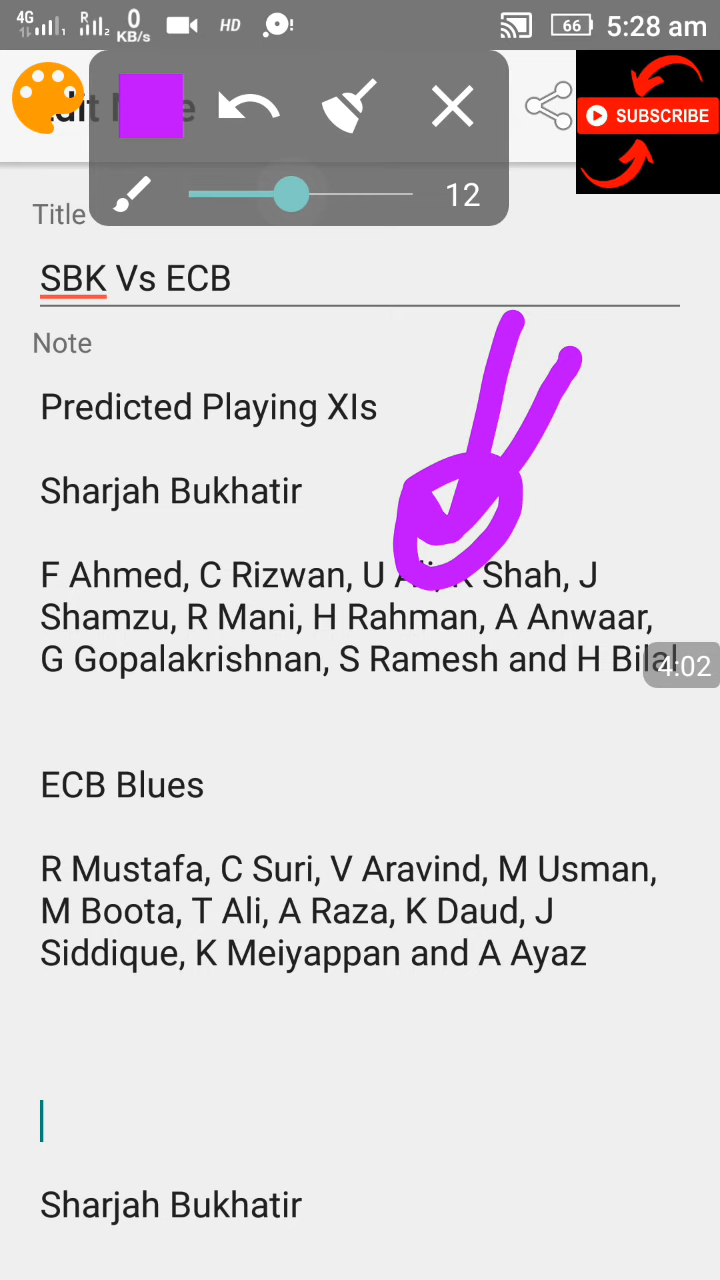 4G R 0 KB/s HD 66 5:28 am
SUBSCRIBE
12
Title
SBK Vs ECB
Note
Predicted Playing XIs
Sharjah Bukhatir
F Ahmed, C Rizwan, U Ali, K Shah, J
Shamzu, R Mani, H Rahman, A Anwaar,
G Gopalakrishnan, S Ramesh and H Bilal
4:02
ECB Blues
R Mustafa, C Suri, V Aravind, M Usman,
M Boota, T Ali, A Raza, K Daud, J
Siddique, K Meiyappan and A Ayaz
Sharjah Bukhatir